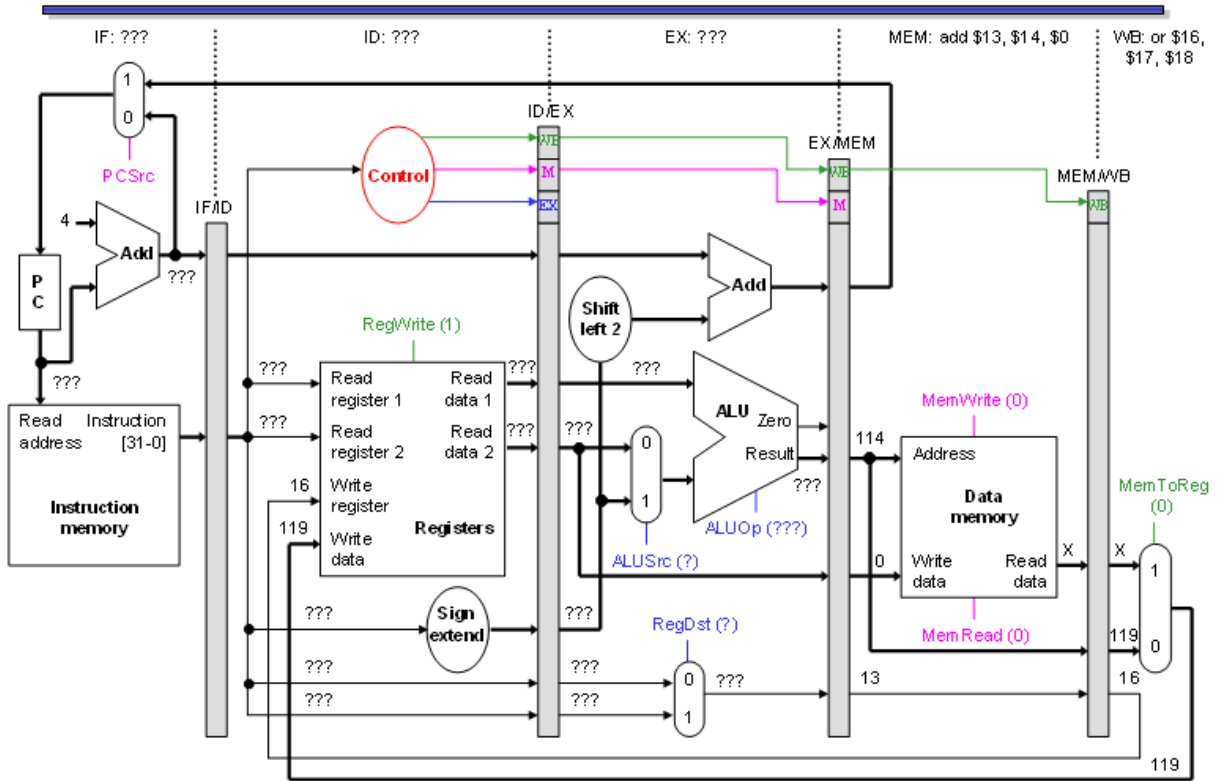 IF: ???
ID: ???
EX: ???
MEM: add $13, $14, $0
WB: or $16,
$17, $18
1
0
PCSrc
ID/EX
WB
M
EX
Control
EX/MEM
WB
M
MEM/WB
WB
IF/ID
4
Add
???
P
C
Add
Shift
left 2
RegWrite (1)
???
???
Read
register 1
Read
data 1
???
???
Read
address
Instruction
[31-0]
Instruction
memory
???
Read
register 2
Read
data 2
???
???
16
Write
register
119
Write
data
Registers
0
1
ALUSrc (?)
ALU
Zero
Result
???
ALUOp (???)
114
MemWrite (0)
Address
Data
memory
0
Write
data
Read
data
X
X
MemRead (0)
MemToReg
(0)
1
0
119
???
Sign
extend
???
RegDst (?)
???
???
0
???
13
16
???
???
1
119